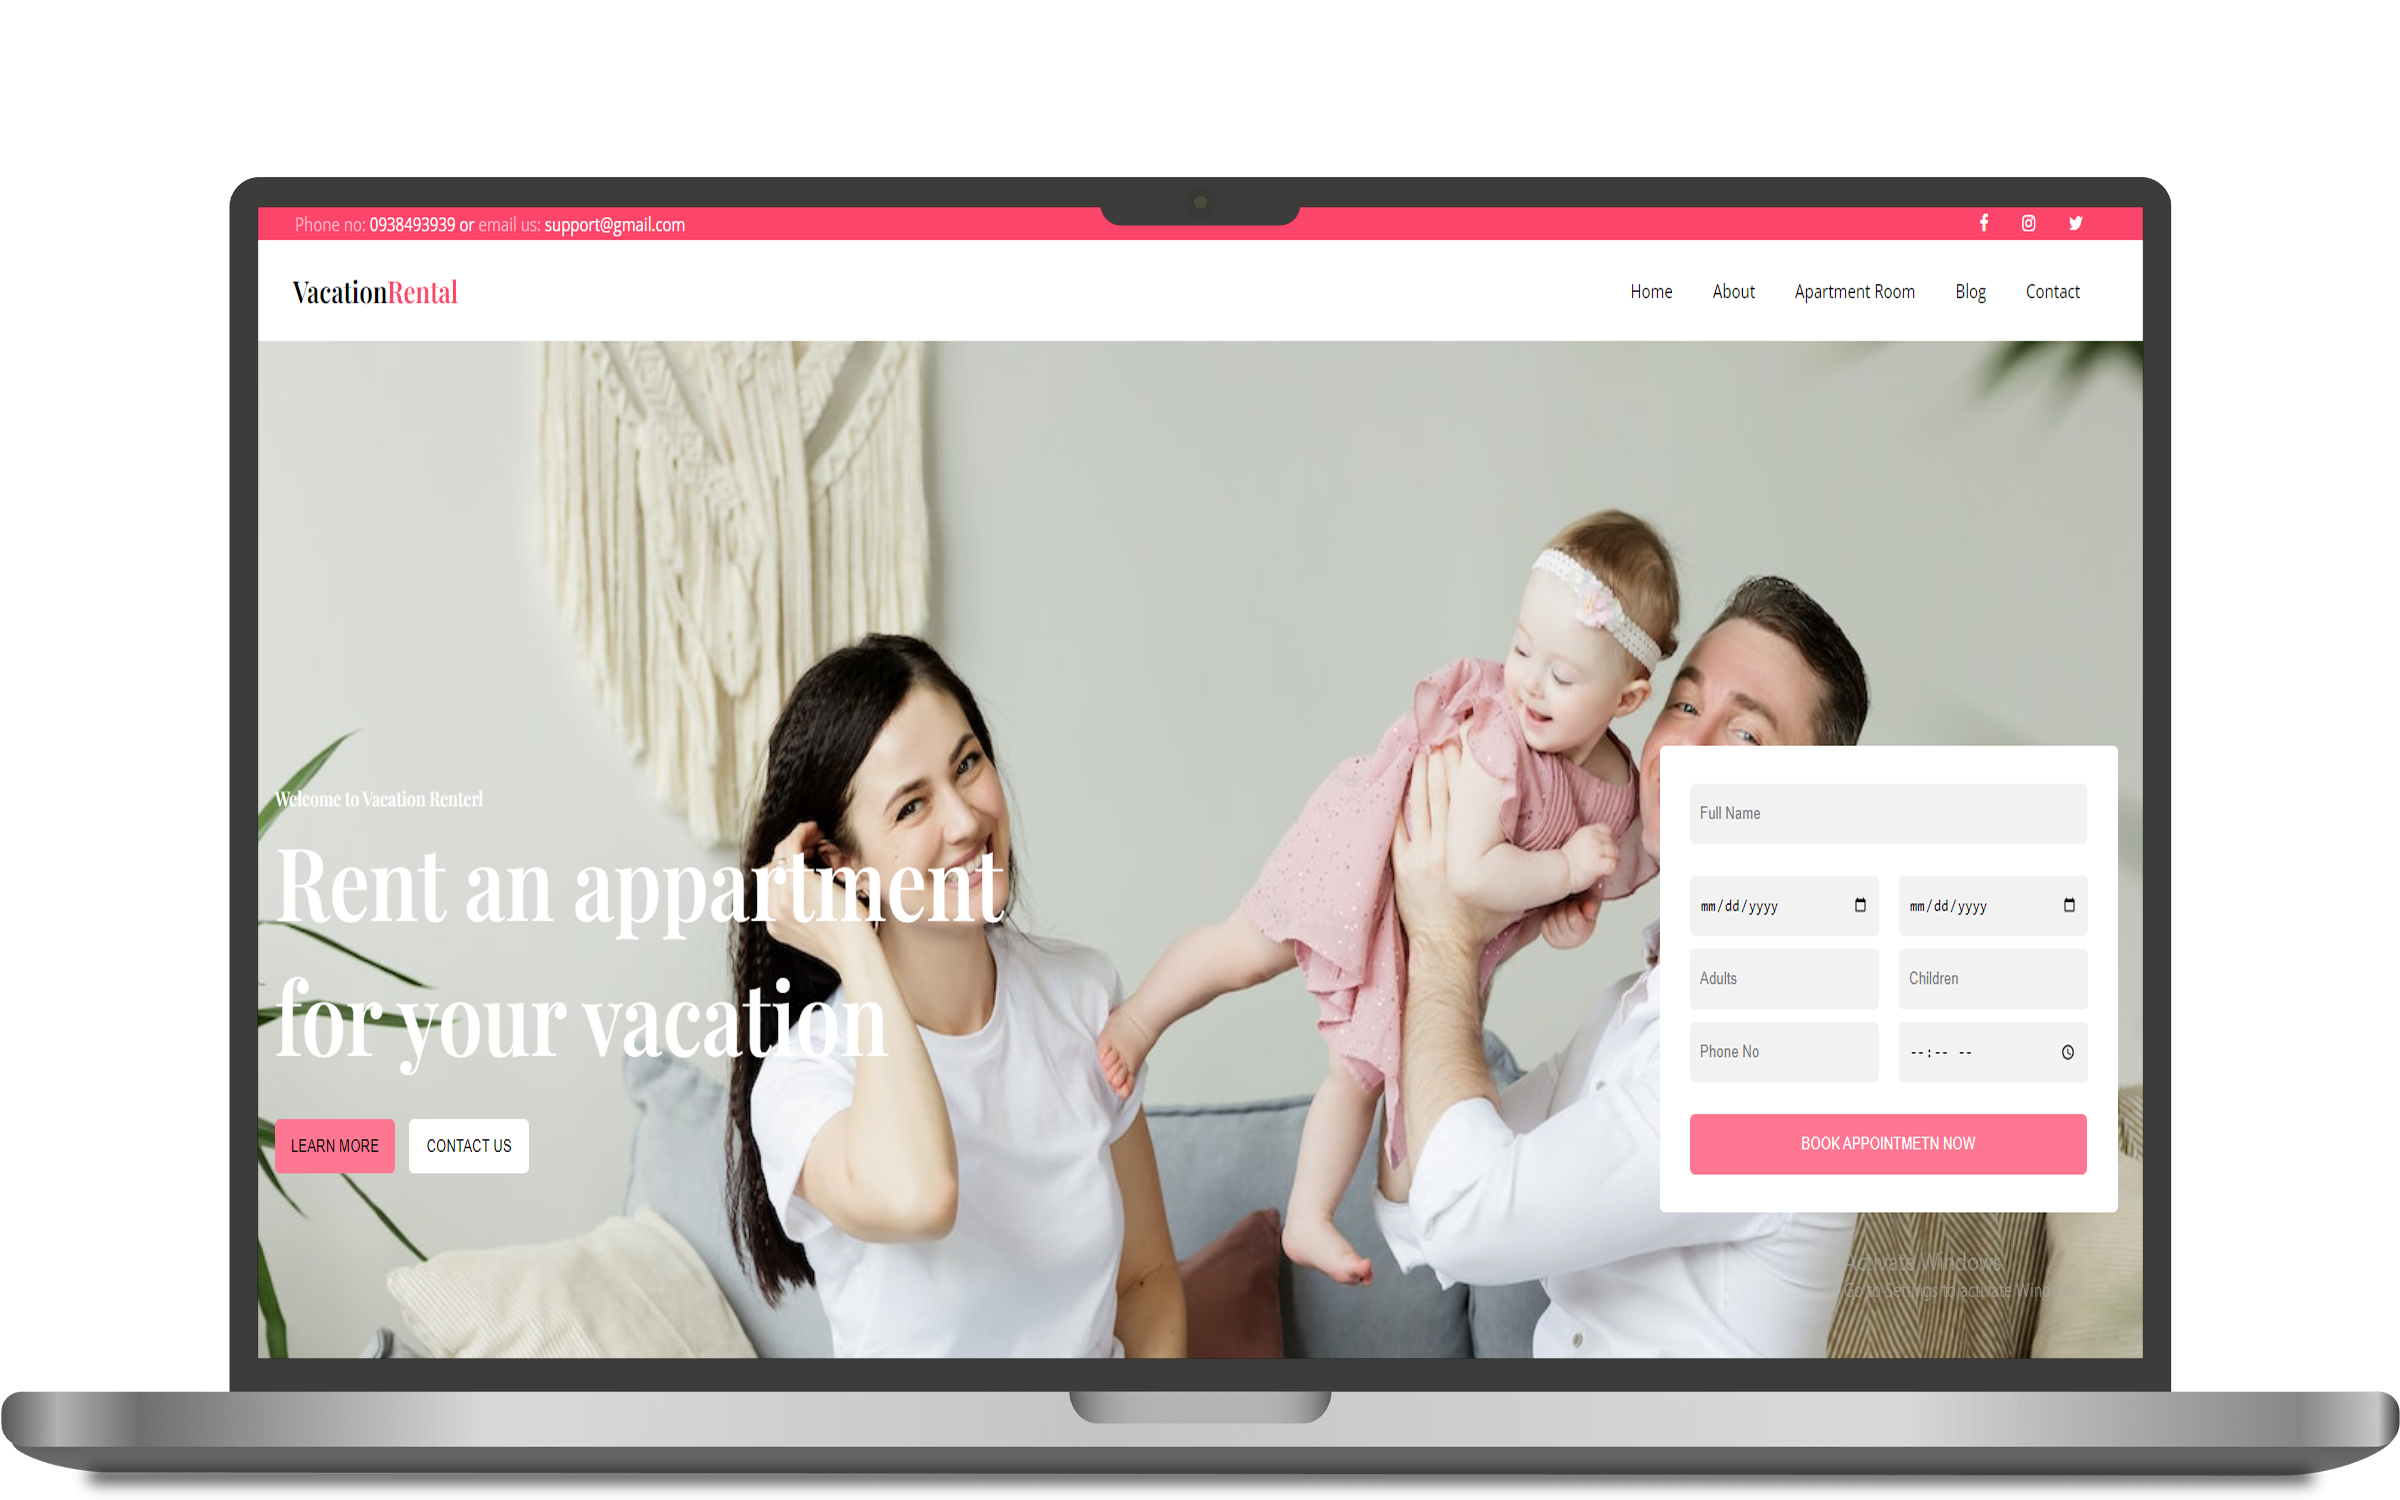 Phone no: 0938493939 or email us: support@gmail.com
VacationRental
Home About Apartment Room Blog Contact
Welcome to Vacation Renterl
Rent an appartment
for your vacation
LEARN MORE CONTACT US
Full Name
mm/dd/yyyy mm/dd/yyyy
Adults Children
Phone No --:-- --
BOOK APPOINTMETN NOW
Activate Windows
Go to Settings to activate Windows